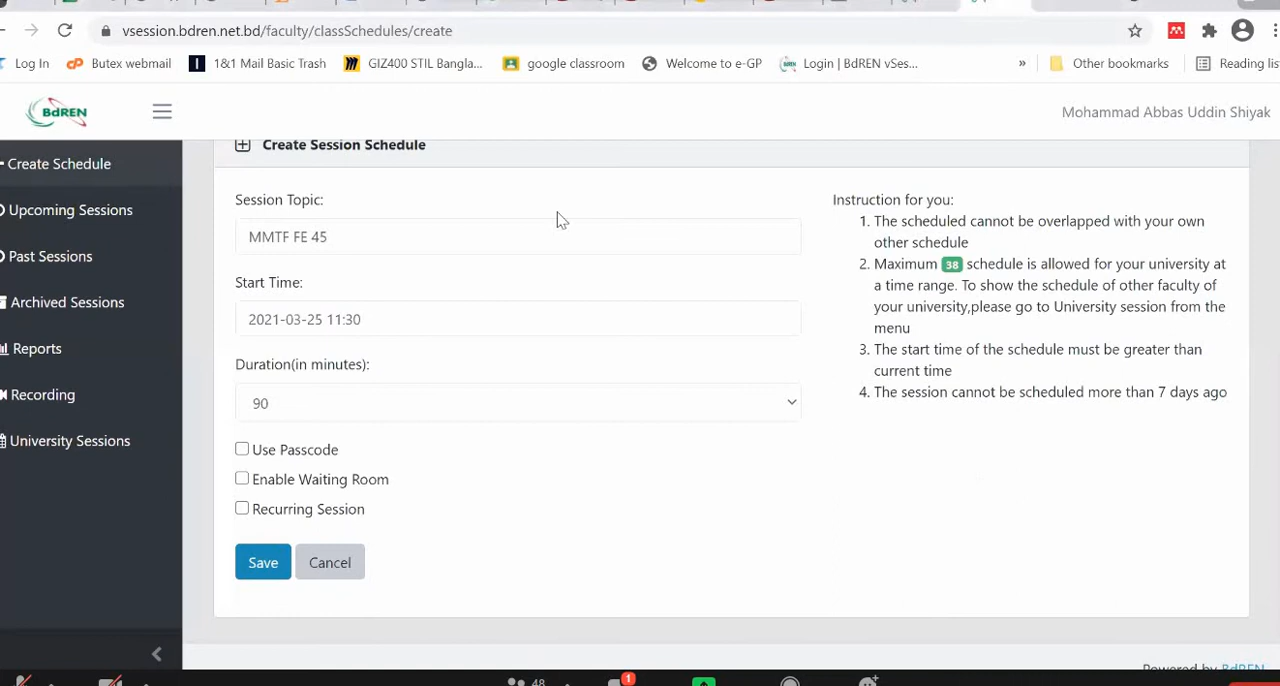 vsession.bdren.net.bd/faculty/classSchedules/create
Log In Butex webmail 1&1 Mail Basic Trash GIZ400 STIL Bangla... google classroom Welcome to e-GP Login | BdREN vSes... » Other bookmarks Reading list
BdREN
Mohammad Abbas Uddin Shiyak
Create Schedule
Upcoming Sessions
Past Sessions
Archived Sessions
Reports
Recording
University Sessions
Create Session Schedule
Session Topic:
MMTF FE 45
Start Time:
2021-03-25 11:30
Duration(in minutes):
90
Use Passcode
Enable Waiting Room
Recurring Session
Save Cancel
Instruction for you:
1. The scheduled cannot be overlapped with your own
other schedule
2. Maximum 38 schedule is allowed for your university at
a time range. To show the schedule of other faculty of
your university,please go to University session from the
menu
3. The start time of the schedule must be greater than
current time
4. The session cannot be scheduled more than 7 days ago
Powered by BdREN
48
1